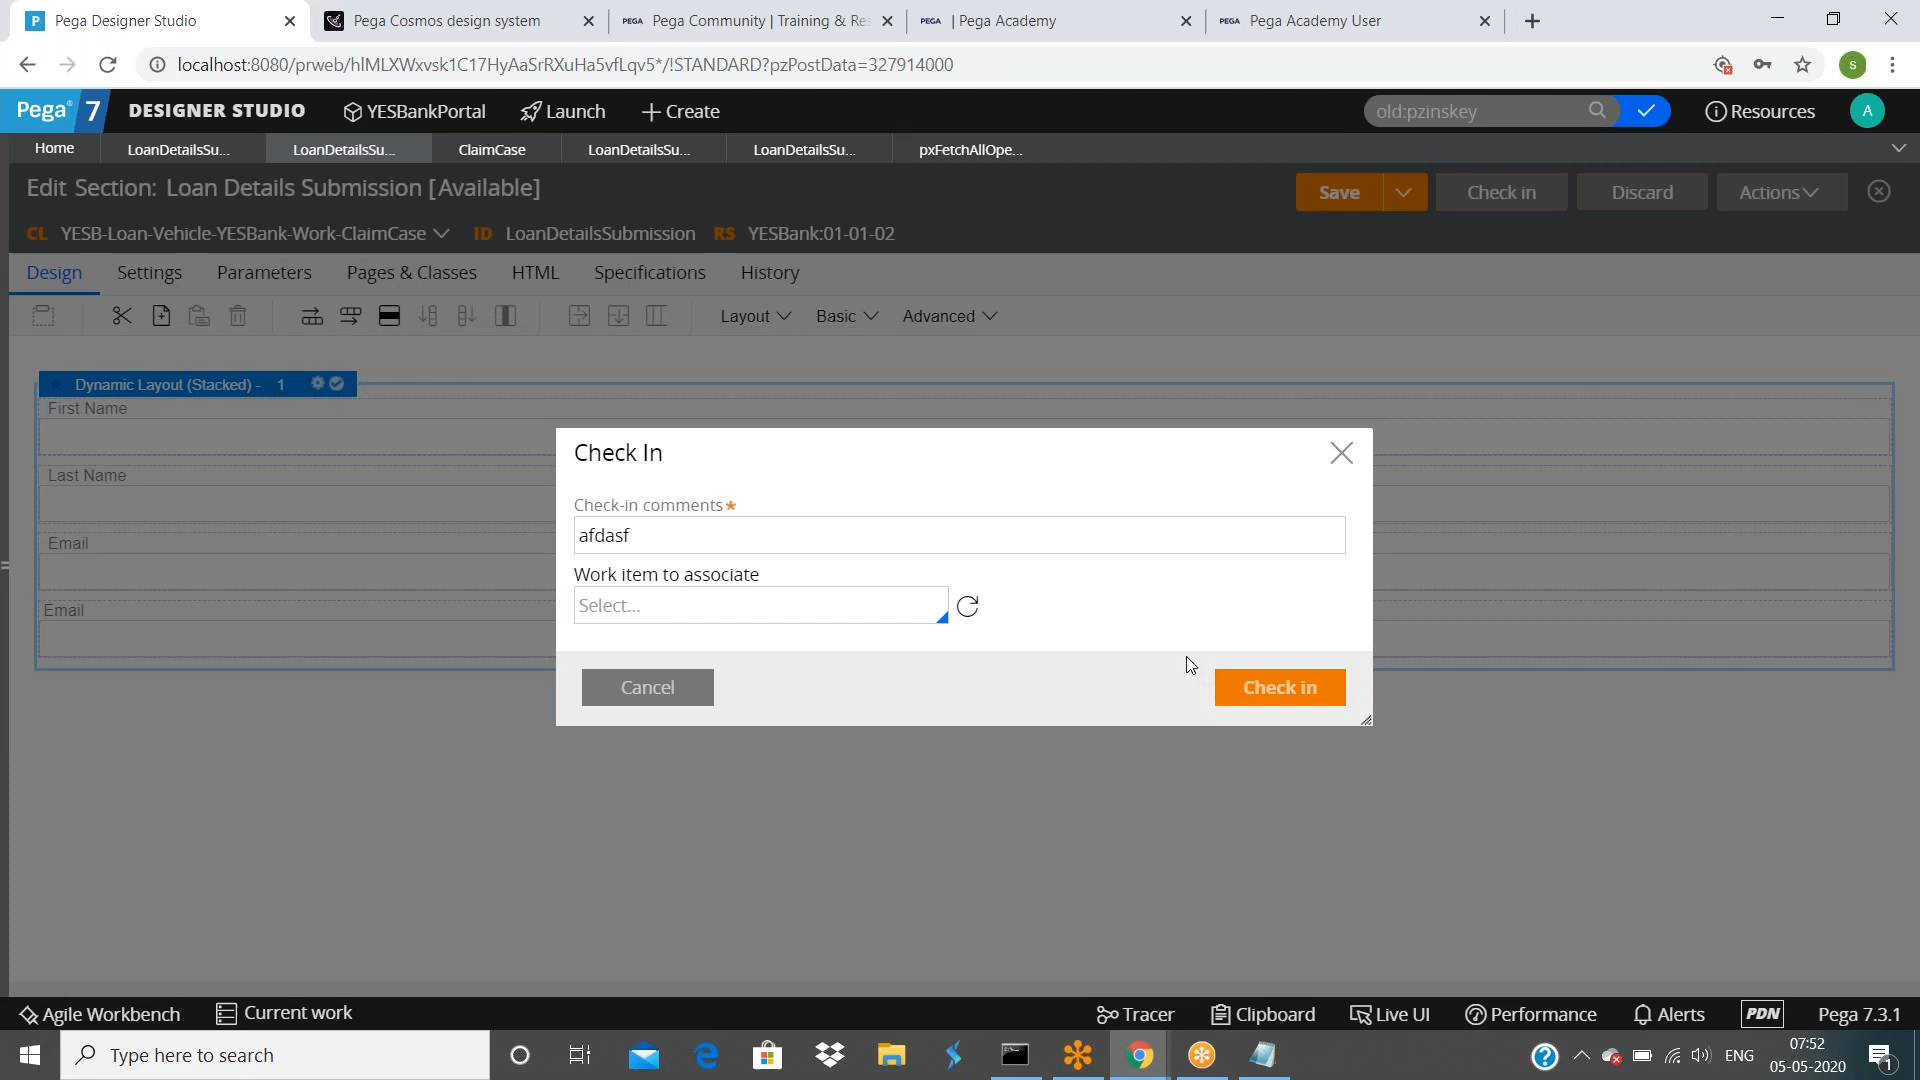 Pega Designer Studio
Pega Cosmos design system
PEGA Pega Community | Training & Re
PEGA | Pega Academy
PEGA Pega Academy User
localhost:8080/prweb/hIMLXWxvsk1C17HyAaSrRXuHa5vfLqv5*/!STANDARD?pzPostData=327914000
S
Pega 7 DESIGNER STUDIO YESBankPortal Launch Create old:pzinskey Resources A
Home LoanDetailsSu... LoanDetailsSu... ClaimCase LoanDetailsSu... LoanDetailsSu... pxFetchAllOpe...
Edit Section: Loan Details Submission [Available] Save Check in Discard Actions
CL YESB-Loan-Vehicle-YESBank-Work-ClaimCase ID LoanDetailsSubmission RS YESBank:01-01-02
Design Settings Parameters Pages & Classes HTML Specifications History
Layout Basic Advanced
Dynamic Layout (Stacked) - 1
First Name
Last Name
Email
Email
Check In
Check-in comments*
afdasf
Work item to associate
Select...
Cancel Check in
Agile Workbench Current work Tracer Clipboard Live UI Performance Alerts PDN Pega 7.3.1
Type here to search
ENG
07:52
05-05-2020
1